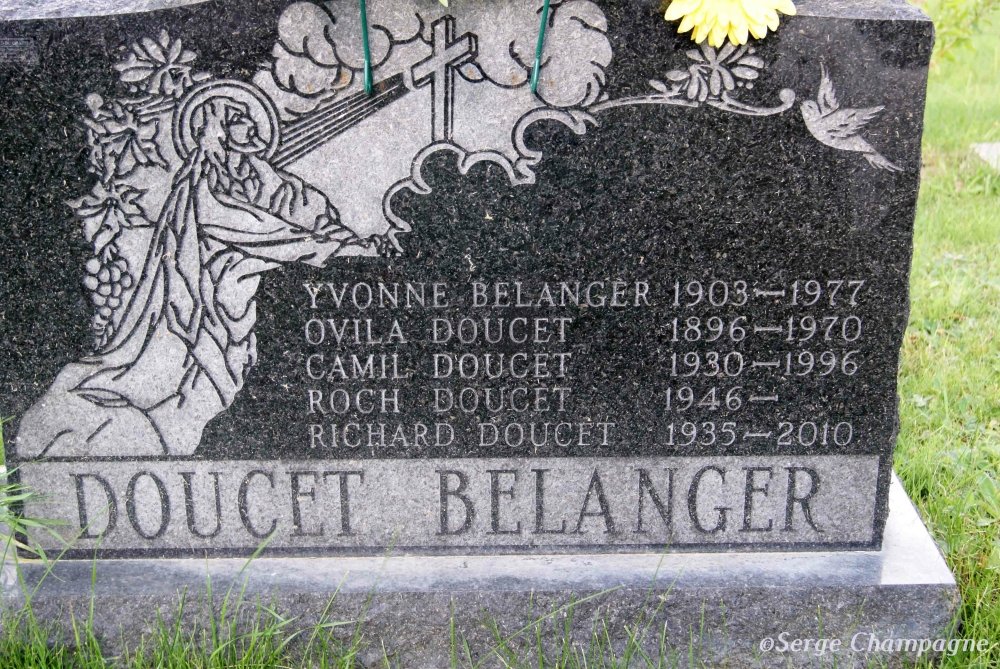 YVONNE BELANGER 1903—1977
OVILA DOUCET 1896—1970
CAMIL DOUCET 1930—1996
ROCH DOUCET 1946—
RICHARD DOUCET 1935—2010
DOUCET BELANGER
©Serge Champagne